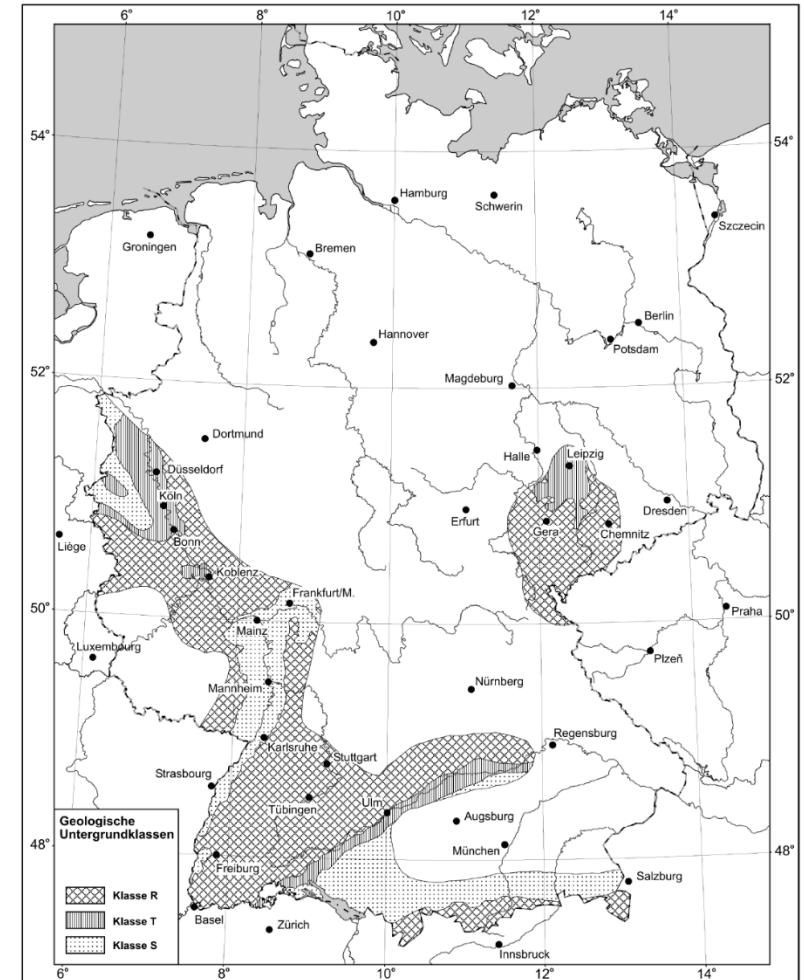 6°
8°
10°
12°
14°
54°
54°
Hamburg
Schwerin
Szczecin
Groningen
Bremen
Berlin
Hannover
Potsdam
Magdeburg
52°
52°
Dortmund
Halle
Leipzig
Düsseldorf
Köln
Dresden
Erfurt
Gera
Chemnitz
Liége
Bonn
Koblenz
Frankfurt/M.
50°
50°
Praha
Mainz
Luxembourg
Plzeň
Mannheim
Nürnberg
Regensburg
Karlsruhe
Stuttgart
Strasbourg
Tübingen
Ulm
Augsburg
München
48°
48°
Freiburg
Salzburg
Basel
Zürich
Innsbruck
Geologische
Untergrundklassen
Klasse R
Klasse T
Klasse S
6°
8°
10°
12°
14°